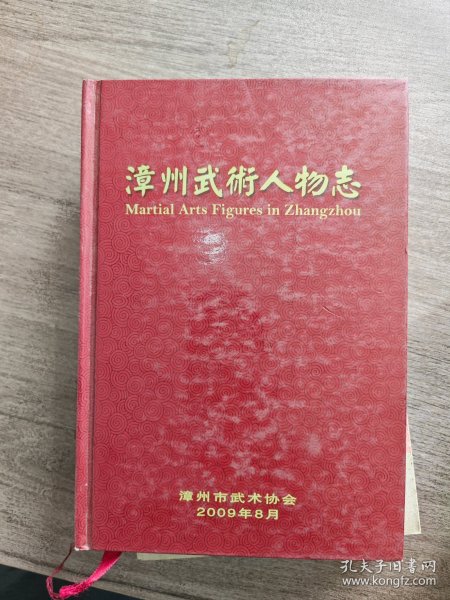 漳州武術人物志
Martial Arts Figures in Zhangzhou
漳州市武术协会
2009年8月
孔夫子旧书网
www.kongfz.com